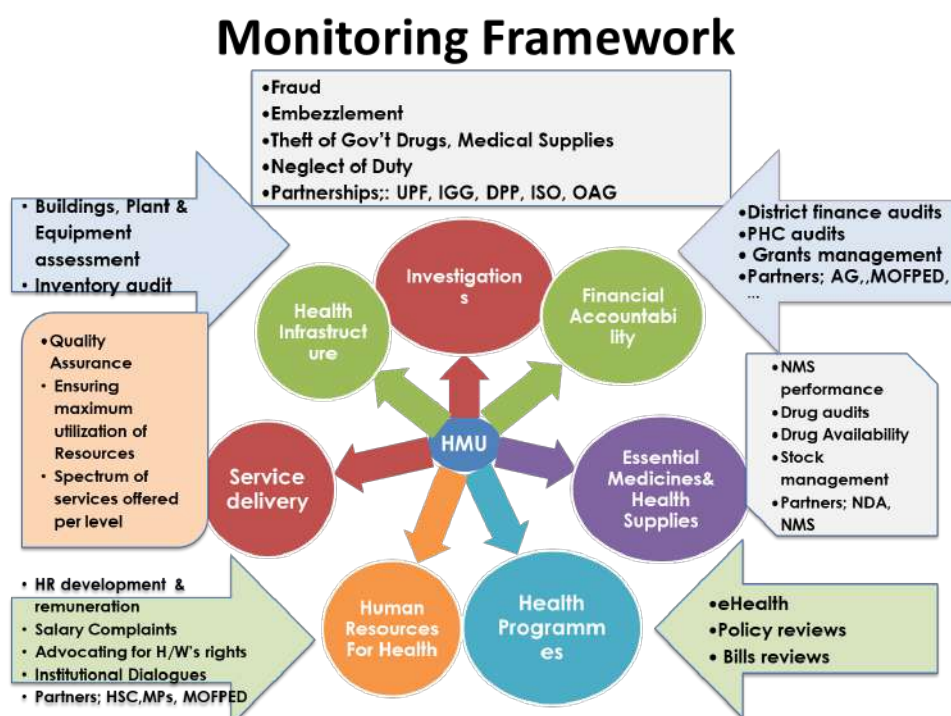 Monitoring Framework
•Fraud
•Embezzlement
•Theft of Gov't Drugs, Medical Supplies
•Neglect of Duty
•Partnerships;: UPF, IGG, DPP, ISO, OAG
• Buildings, Plant &
Equipment
assessment
• Inventory audit
•District finance audits
•PHC audits
• Grants management
•Partners; AG,,MOFPED,
...
Investigation
s
Health
Infrastruct
ure
Financial
Accountabi
lity
•Quality
Assurance
• Ensuring
maximum
utilization of
Resources
• Spectrum of
services offered
per level
•NMS
performance
•Drug audits
•Drug Availability
•Stock
management
•Partners; NDA,
NMS
HMU
Service
delivery
Essential
Medicines&
Health
Supplies
• HR development &
remuneration
• Salary Complaints
• Advocating for H/W's rights
• Institutional Dialogues
• Partners; HSC,MPs, MOFPED
Human
Resources
For Health
Health
Programm
es
•eHealth
•Policy reviews
• Bills reviews